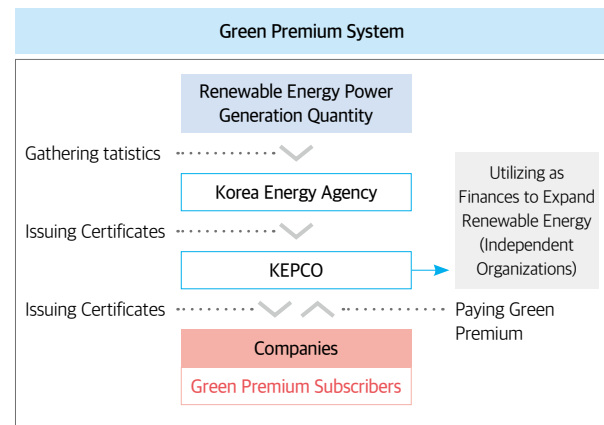 Green Premium System
Renewable Energy Power
Generation Quantity
Gathering tatistics
Korea Energy Agency
Utilizing as
Finances to Expand
Renewable Energy
(Independent
Organizations)
Issuing Certificates
KEPCO
Issuing Certificates
Paying Green
Premium
Companies
Green Premium Subscribers